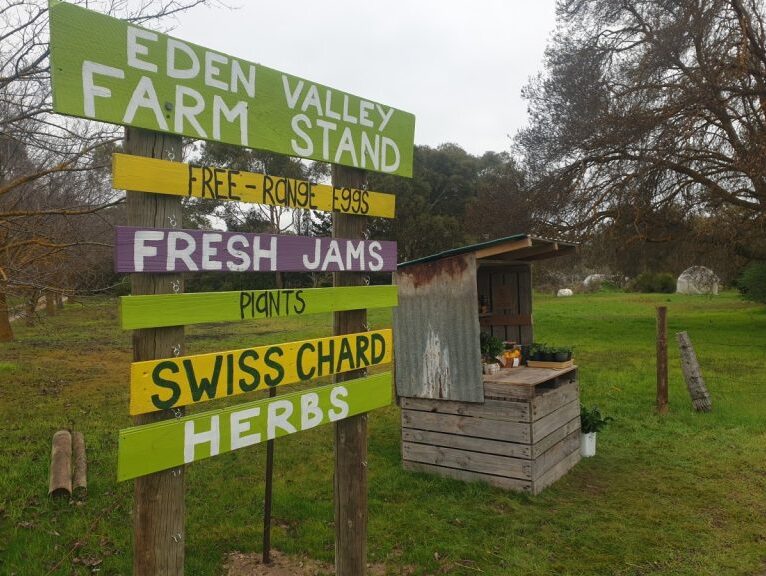 EDEN VALLEY
FARM STAND
FREE-RANGE EGGS
FRESH JAMS
PlANTS
SWISS CHARD
HERBS